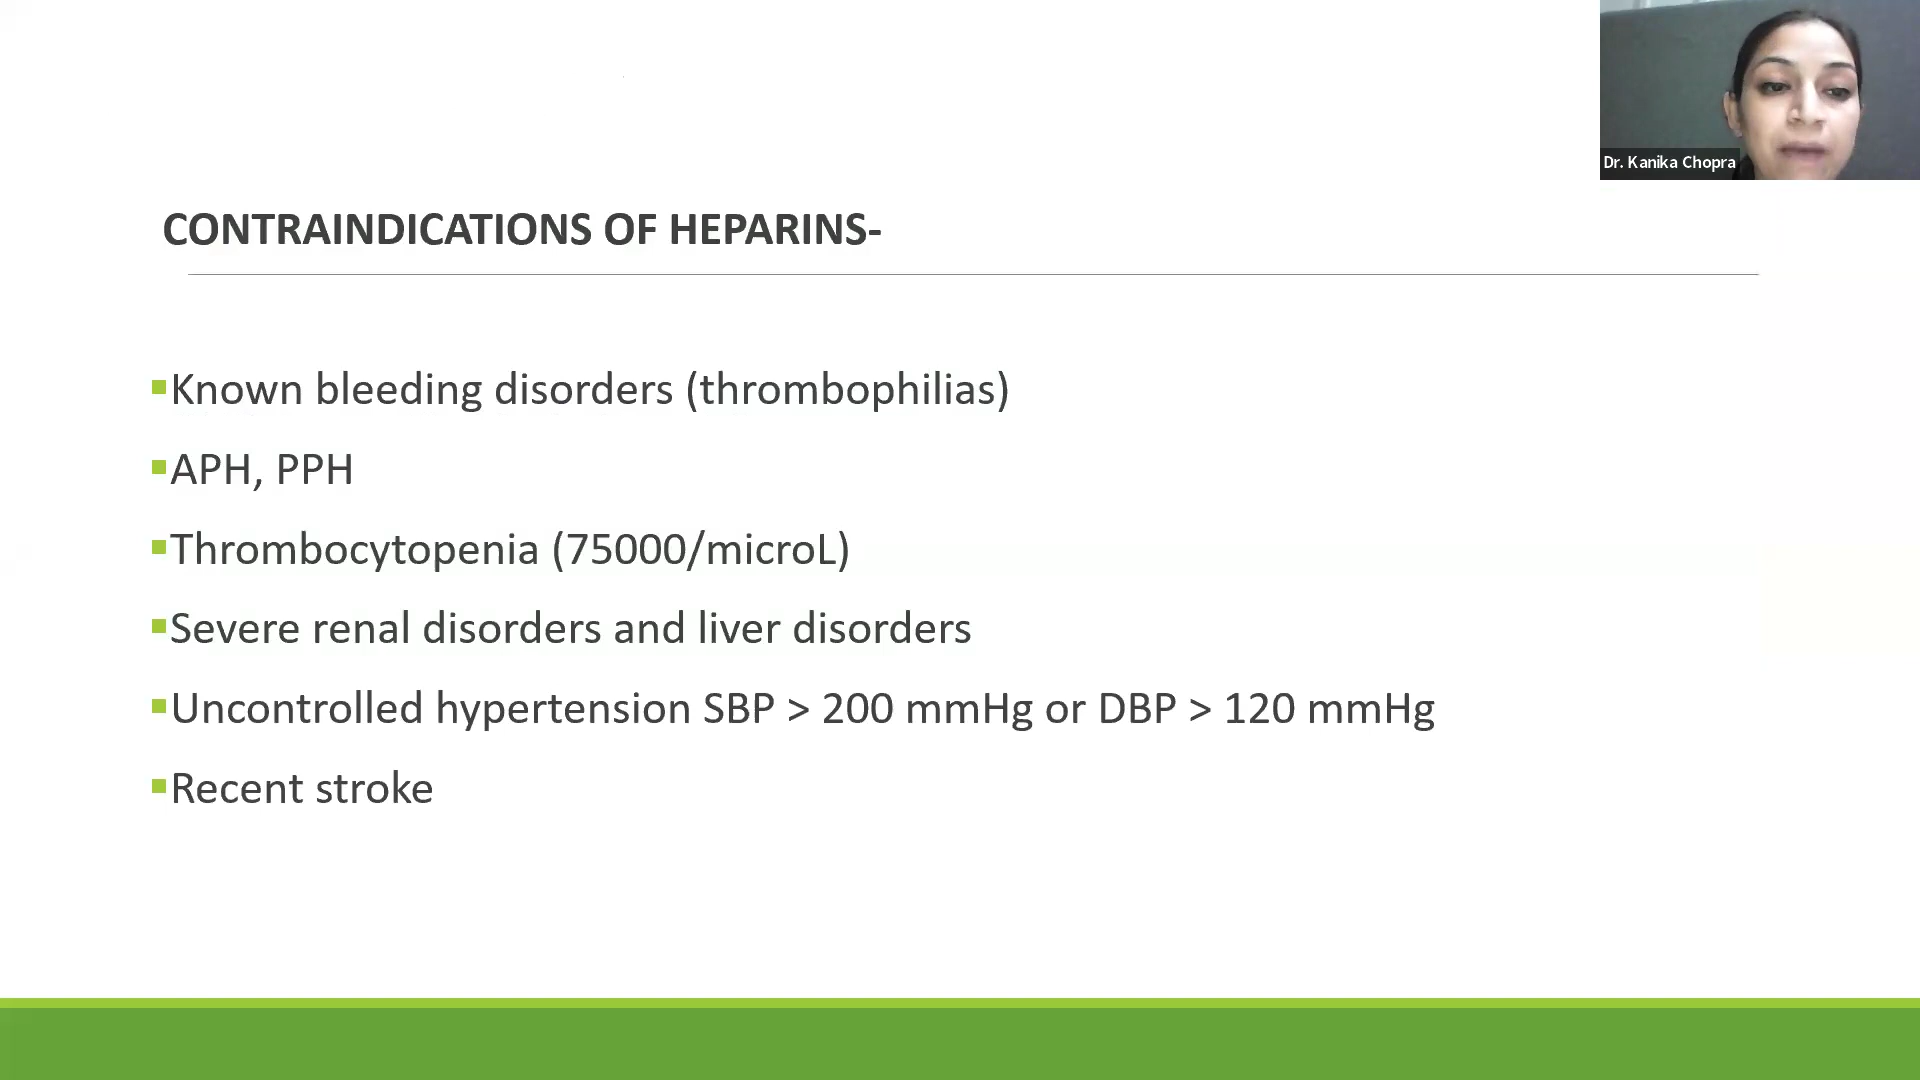 Dr. Kanika Chopra
CONTRAINDICATIONS OF HEPARINS-
▪Known bleeding disorders (thrombophilias)
▪APH, PPH
▪Thrombocytopenia (75000/microL)
▪Severe renal disorders and liver disorders
▪Uncontrolled hypertension SBP > 200 mmHg or DBP > 120 mmHg
▪Recent stroke